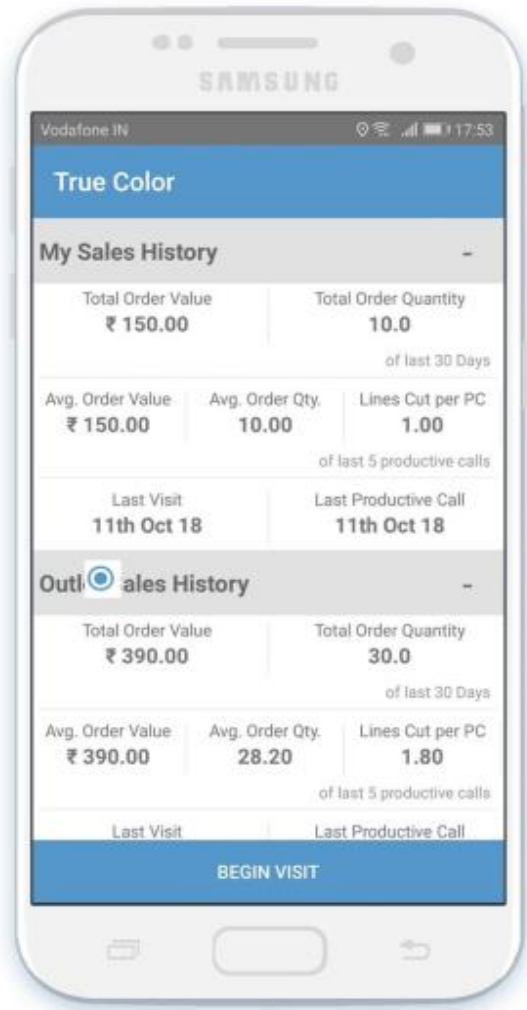 SAMSUNG
Vodafone IN 17:53
True Color
My Sales History -
Total Order Value Total Order Quantity
₹ 150.00 10.0
of last 30 Days
Avg. Order Value Avg. Order Qty. Lines Cut per PC
₹ 150.00 10.00 1.00
of last 5 productive calls
Last Visit Last Productive Call
11th Oct 18 11th Oct 18
Outl ales History -
Total Order Value Total Order Quantity
₹ 390.00 30.0
of last 30 Days
Avg. Order Value Avg. Order Qty. Lines Cut per PC
₹ 390.00 28.20 1.80
of last 5 productive calls
Last Visit Last Productive Call
BEGIN VISIT